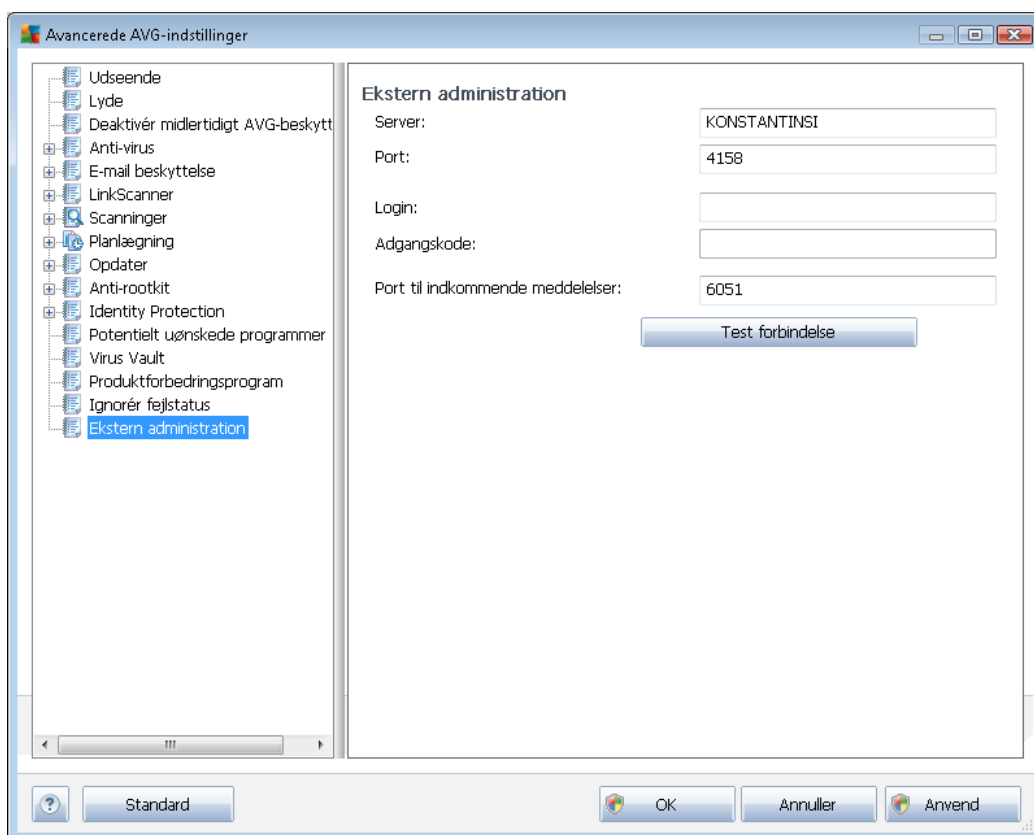 Avancerede AVG-indstillinger
Udseende
Lyde
Deaktivér midlertidigt AVG-beskytt
Anti-virus
E-mail beskyttelse
LinkScanner
Scanninger
Planlægning
Opdater
Anti-rootkit
Identity Protection
Potentielt uønskede programmer
Virus Vault
Produktforbedringsprogram
Ignorér fejlstatus
Ekstern administration
Ekstern administration
Server: KONSTANTINSI
Port: 4158
Login:
Adgangskode:
Port til indkommende meddelelser: 6051
Test forbindelse
? Standard OK Annuller Anvend